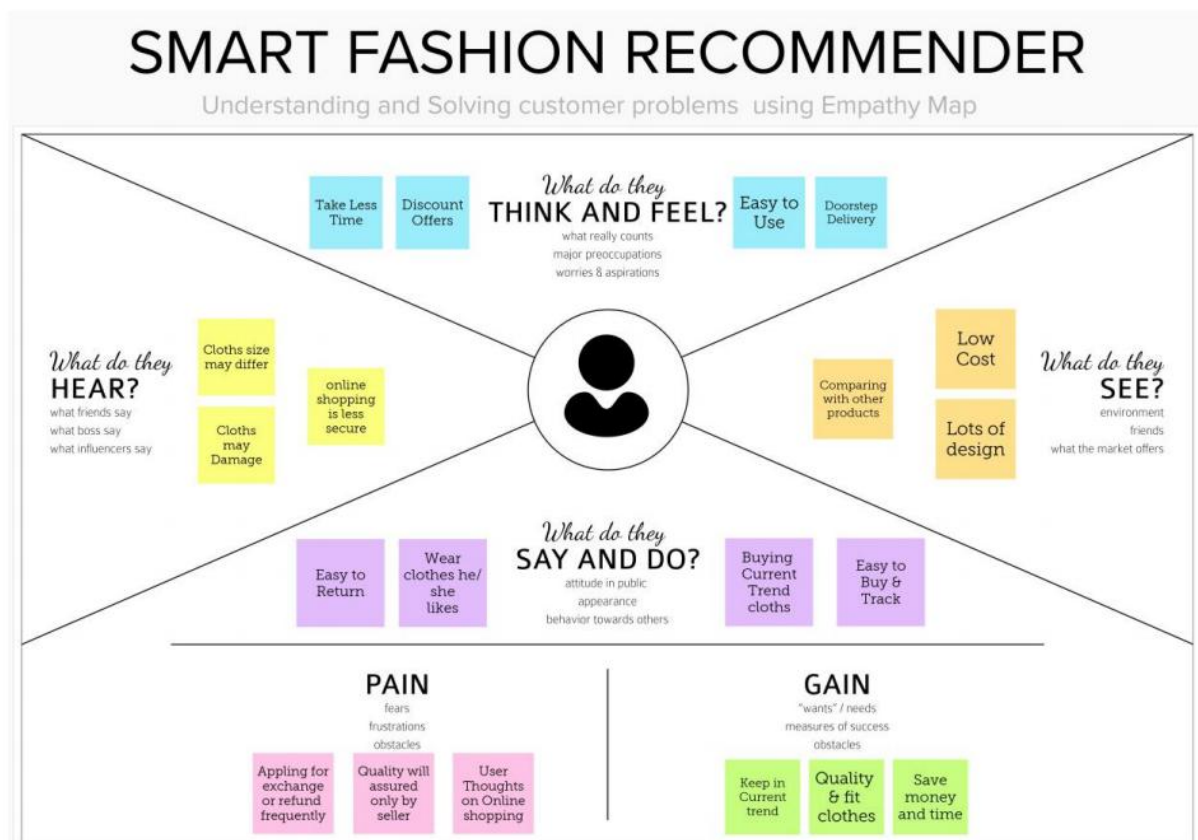 SMART FASHION RECOMMENDER
Understanding and Solving customer problems using Empathy Map
Take Less
Time
Discount
Offers
What do they
THINK AND FEEL?
what really counts
major preoccupations
worries & aspirations
Easy to
Use
Doorstep
Delivery
What do they
HEAR?
what friends say
what boss say
what influencers say
Cloths size
may differ
Cloths
may
Damage
online
shopping
is less
secure
Comparing
with other
products
Low
Cost
Lots of
design
What do they
SEE?
environment
friends
what the market offers
Easy to
Return
Wear
clothes he/
she
likes
What do they
SAY AND DO?
attitude in public
appearance
behavior towards others
Buying
Current
Trend
cloths
Easy to
Buy &
Track
PAIN
fears
frustrations
obstacles
Appling for
exchange
or refund
frequently
Quality will
assured
only by
seller
User
Thoughts
on Online
shopping
GAIN
"wants" / needs
measures of success
obstacles
Keep in
Current
trend
Quality
& fit
clothes
Save
money
and time